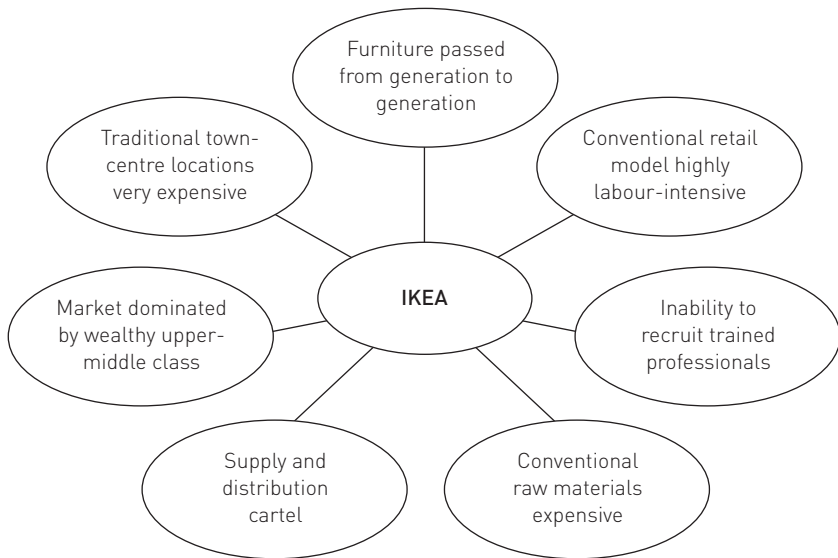 Furniture passed
from generation to
generation
Traditional town-
centre locations
very expensive
Conventional retail
model highly
labour-intensive
IKEA
Market dominated
by wealthy upper-
middle class
Inability to
recruit trained
professionals
Supply and
distribution
cartel
Conventional
raw materials
expensive